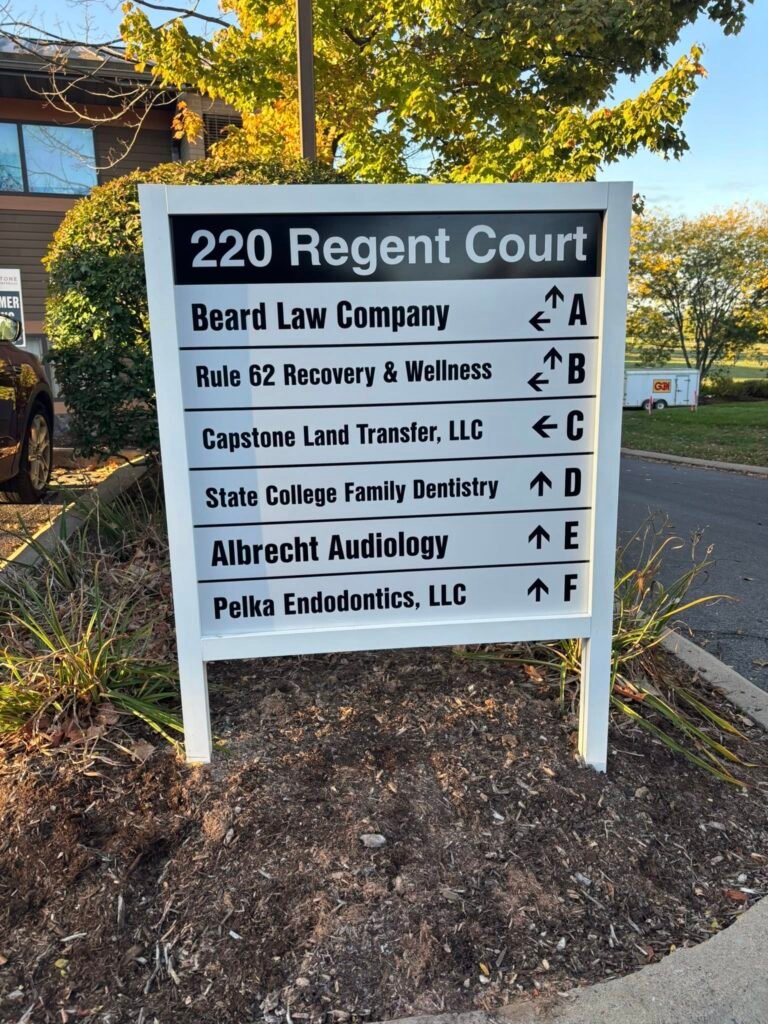 220 Regent Court
Beard Law Company ↑ ← A
Rule 62 Recovery & Wellness ↑ ← B
Capstone Land Transfer, LLC ← C
State College Family Dentistry ↑ D
Albrecht Audiology ↑ E
Pelka Endodontics, LLC ↑ F